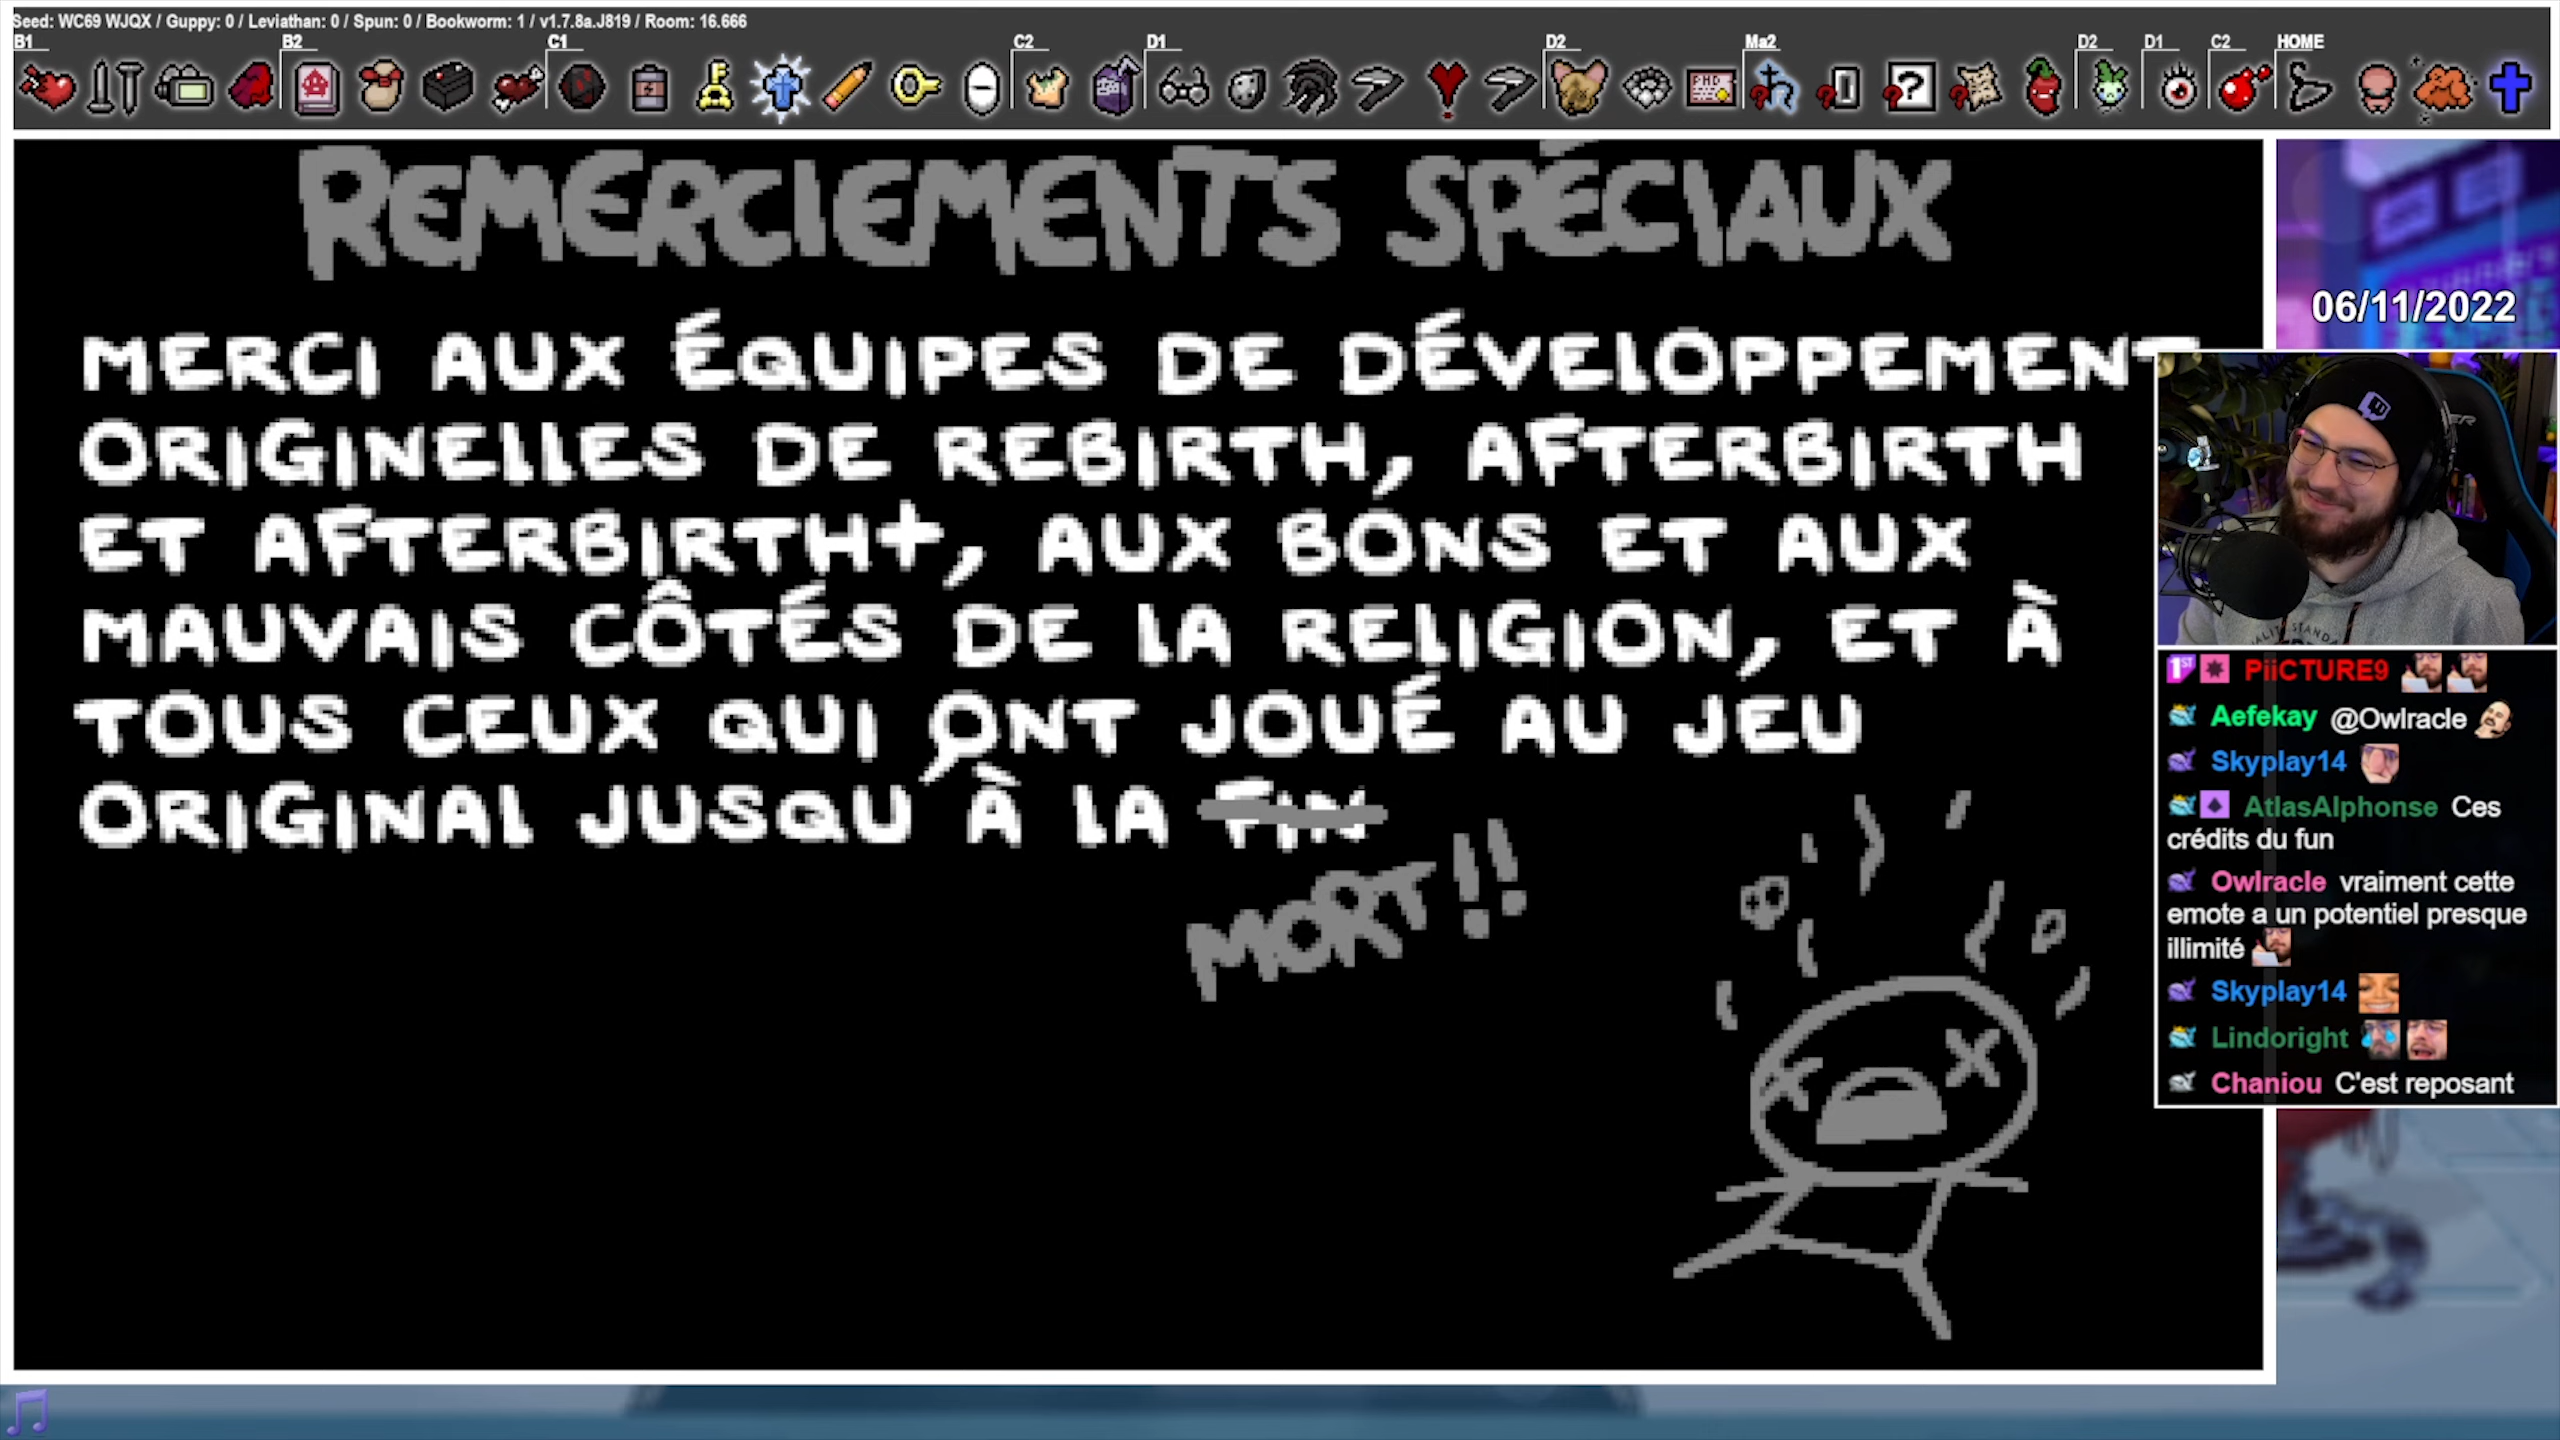 Seed: WC69 WJQX / Guppy: 0 / Leviathan: 0 / Spun: 0 / Bookworm: 1 / v1.7.8a.J819 / Room: 16.666
B1 B2 C1 C2 D1 D2 Ma2 D2 D1 C2 HOME
REMERCIEMENTS SPÉCIAUX
MERCI AUX ÉQUIPES DE DÉVELOPPEMENT
ORIGINELLES DE REBIRTH, AFTERBIRTH
ET AFTERBIRTH+, AUX BONS ET AUX
MAUVAIS CÔTÉS DE LA RELIGION, ET À
TOUS CEUX QUI ONT JOUÉ AU JEU
ORIGINAL JUSQU'À LA FIN
MORT!!
06/11/2022
1ST PiiCTURE9
Aefekay @Owlracle
Skyplay14
AtlasAlphonse Ces
crédits du fun
Owlracle vraiment cette
emote a un potentiel presque
illimité
Skyplay14
Lindoright
Chaniou C'est reposant